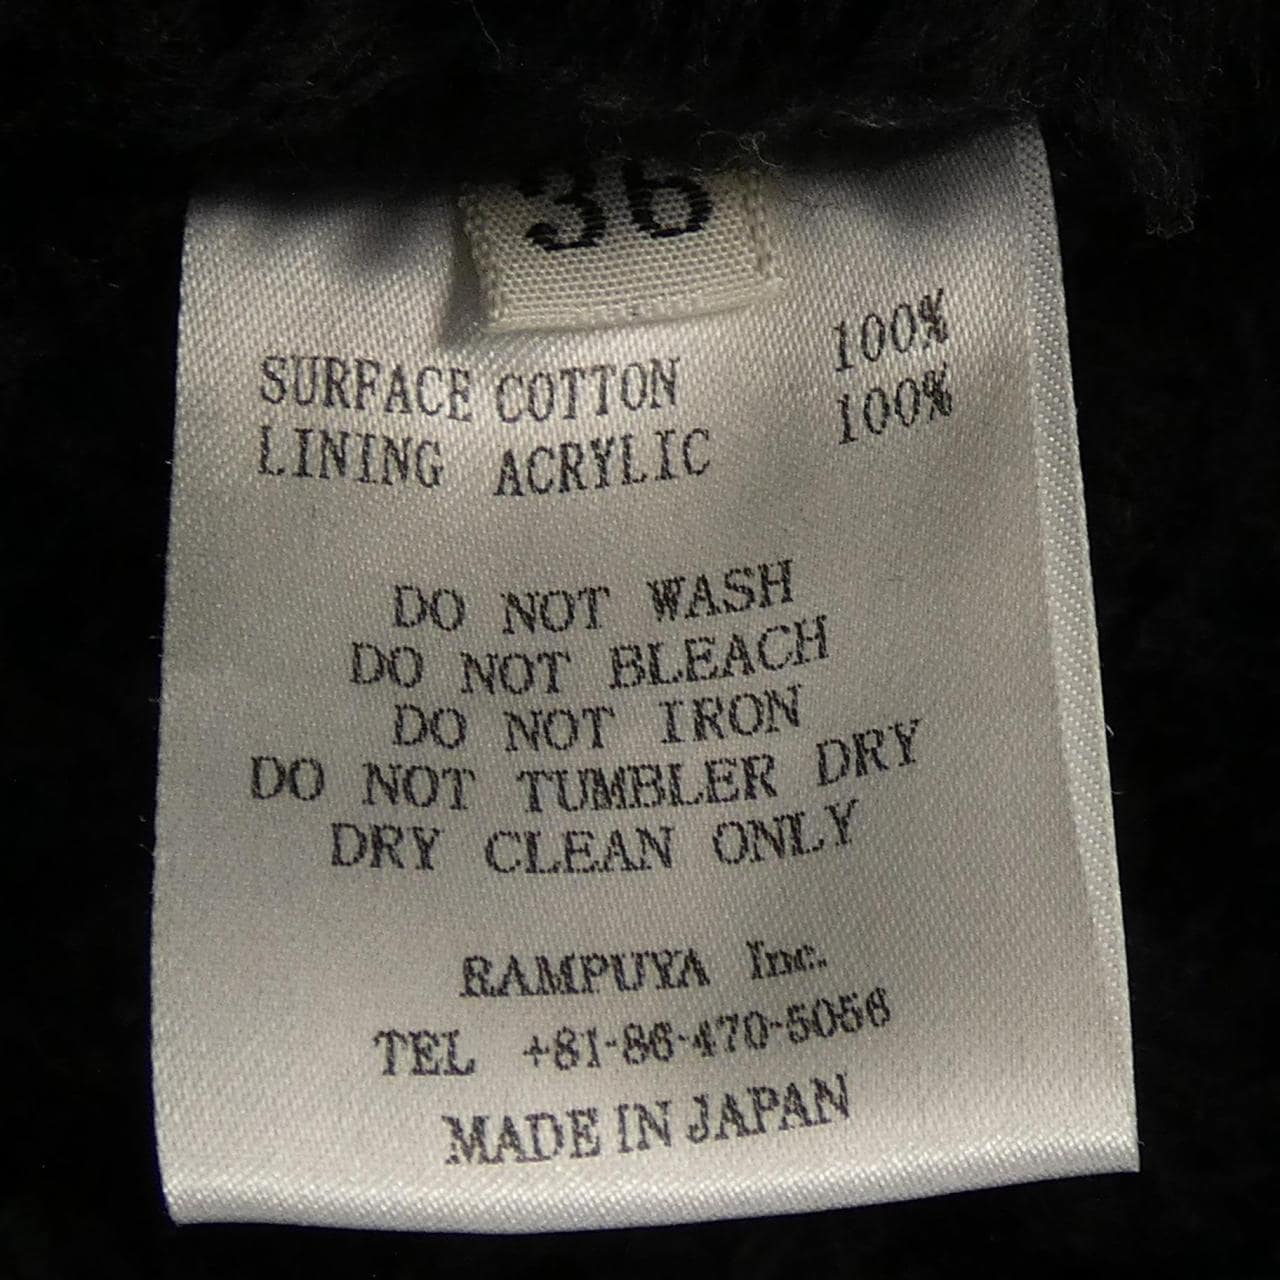 36
SURFACE COTTON 100%
LINING ACRYLIC 100%
DO NOT WASH
DO NOT BLEACH
DO NOT IRON
DO NOT TUMBLER DRY
DRY CLEAN ONLY
RAMPUYA Inc.
TEL +81-86-470-5056
MADE IN JAPAN